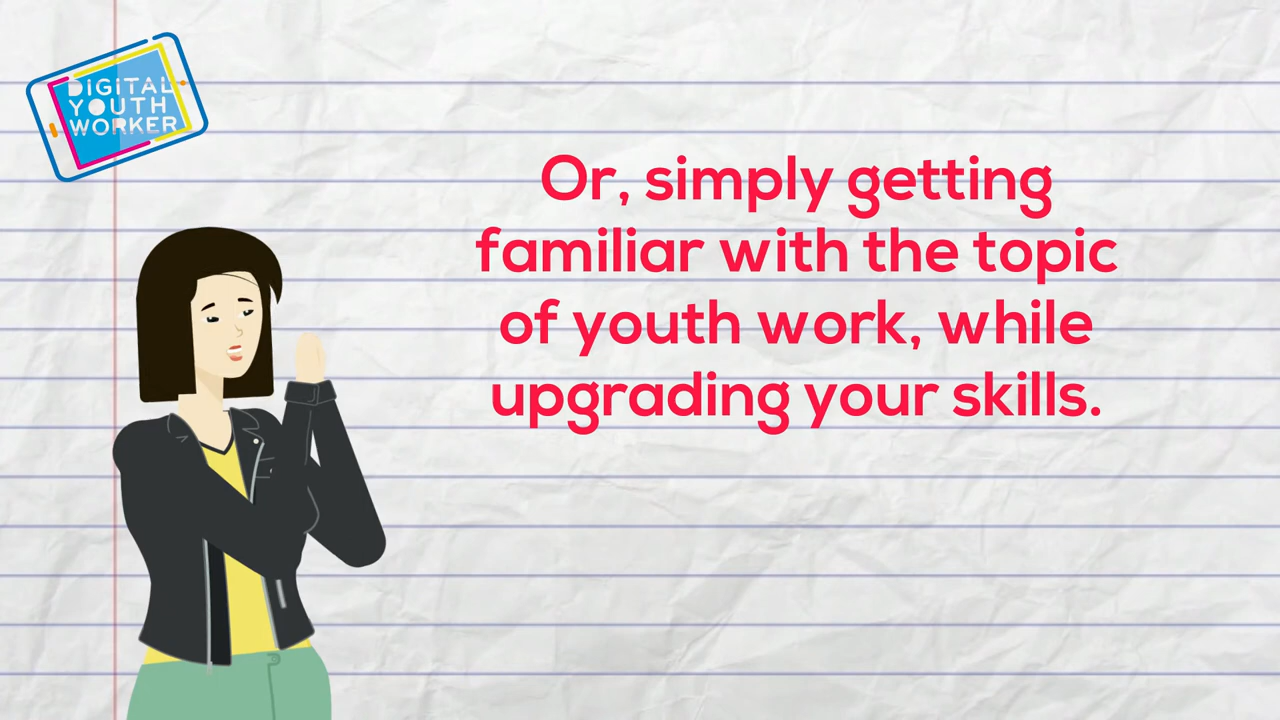 DIGITAL
YOUTH
WORKER
Or, simply getting
familiar with the topic
of youth work, while
upgrading your skills.